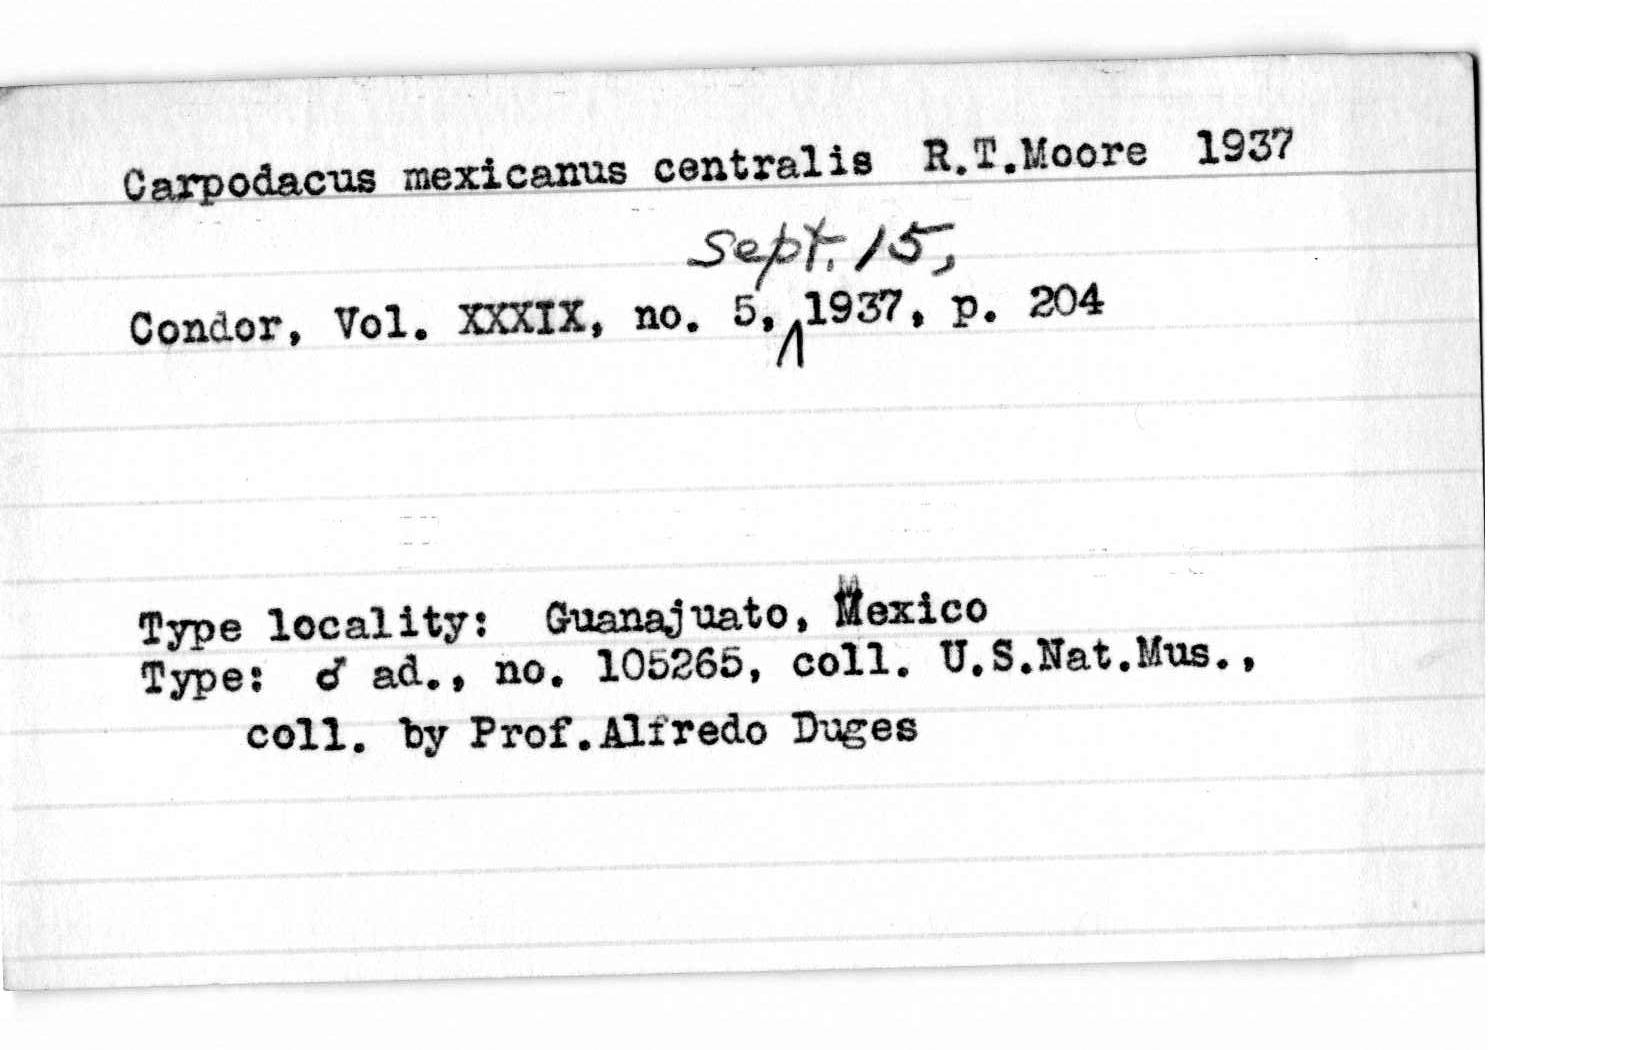 Carpodacus mexicanus centralis R.T.Moore 1937
Sept. 15,
Condor, Vol. XXXIX, no. 5, 1937, p. 204
Type locality: Guanajuato, Mexico
Type: ♂ ad., no. 105265, coll. U.S.Nat.Mus.,
coll. by Prof.Alfredo Duges